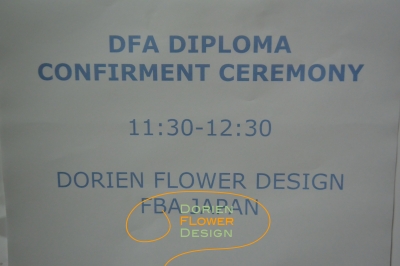 DFA DIPLOMA
CONFIRMENT CEREMONY
11:30-12:30
DORIEN FLOWER DESIGN
FBA JAPAN
DORIEN
FLOWER
DESIGN